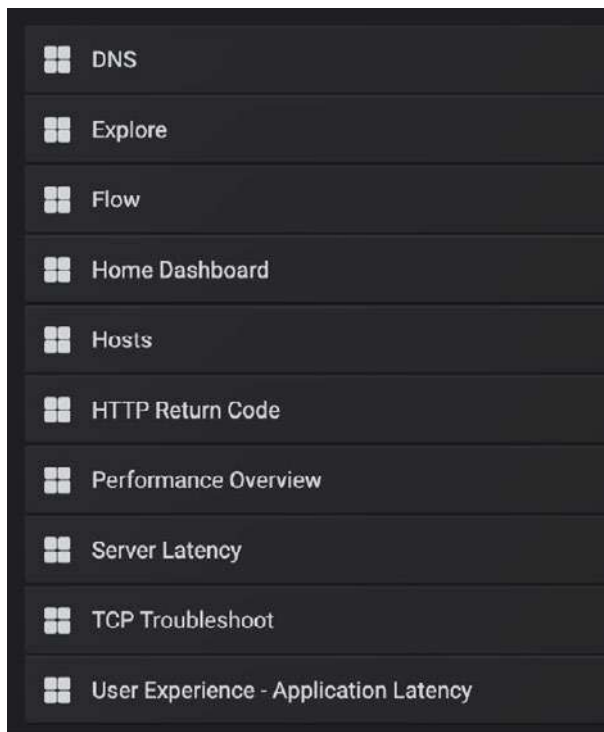 DNS
Explore
Flow
Home Dashboard
Hosts
HTTP Return Code
Performance Overview
Server Latency
TCP Troubleshoot
User Experience - Application Latency